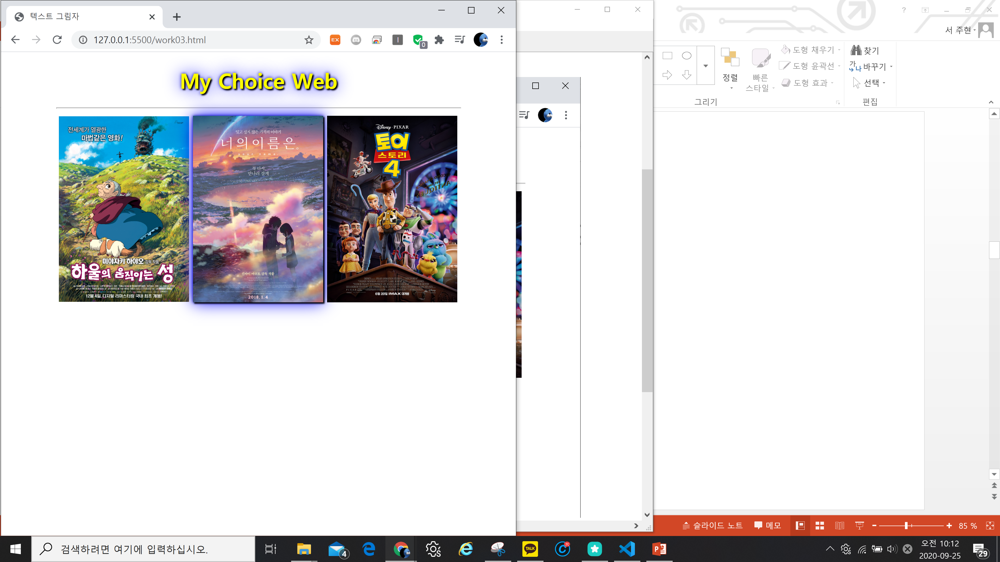 텍스트 그림자
127.0.0.1:5500/work03.html
EX
0
My Choice Web
전세계가 열광한
마법같은 영화!
미야자키 하야오 감독 작품
하울의 움직이는 성
12월 4일, 디지털 리마스터링 국내 최초 개봉!
잊고 싶지 않은 기적의 이야기
너의 이름은。
your name.
꼭 다시,
만나러 갈게
신카이 마코토 감독 작품
2018.1.4
Disney·PIXAR
토이
스토리
4
ANTIQUES
6월 20일 IMAX 대개봉
서 주현
정렬
빠른
스타일
도형 채우기
도형 윤곽선
도형 효과
그리기
찾기
바꾸기
선택
편집
슬라이드 노트
메모
85 %
검색하려면 여기에 입력하십시오.
4
TALK
오전 10:12
2020-09-25
29